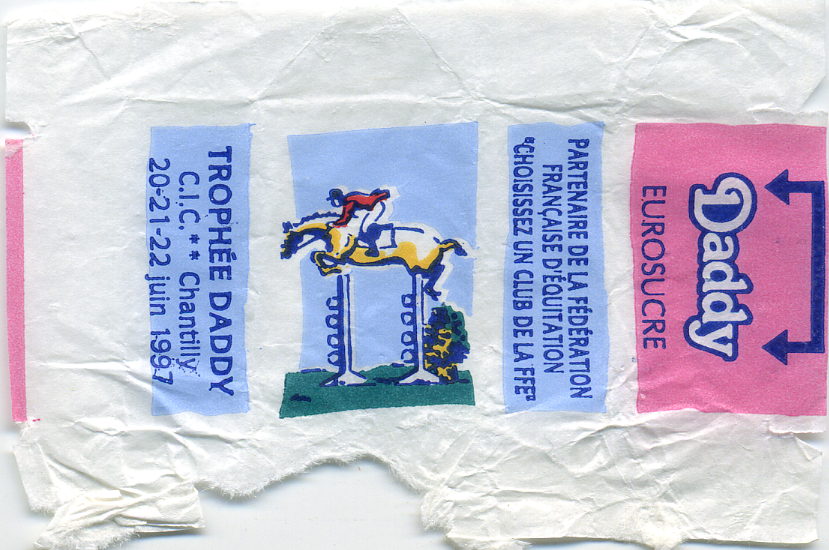 Daddy
EUROSUCRE
PARTENAIRE DE LA FÉDÉRATION
FRANÇAISE D'ÉQUITATION
"CHOISISSEZ UN CLUB DE LA FFE"
TROPHÉE DADDY
C.I.C. ** Chantilly
20-21-22 juin 1997